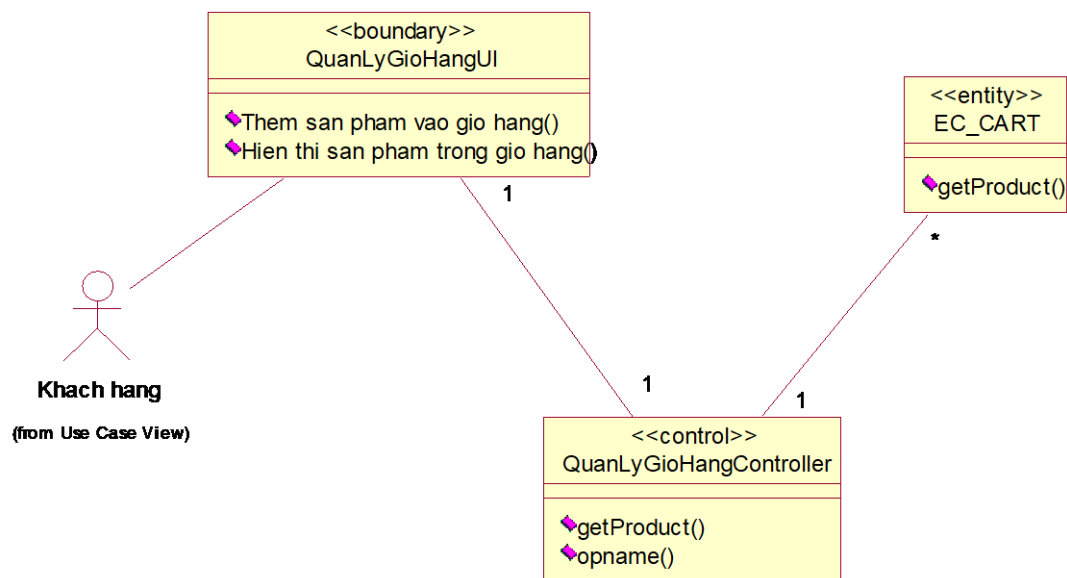 <<boundary>>
QuanLyGioHangUI
Them san pham vao gio hang()
Hien thi san pham trong gio hang()
1
<<entity>>
EC_CART
getProduct()
*
Khach hang
(from Use Case View)
1
1
<<control>>
QuanLyGioHangController
getProduct()
opname()